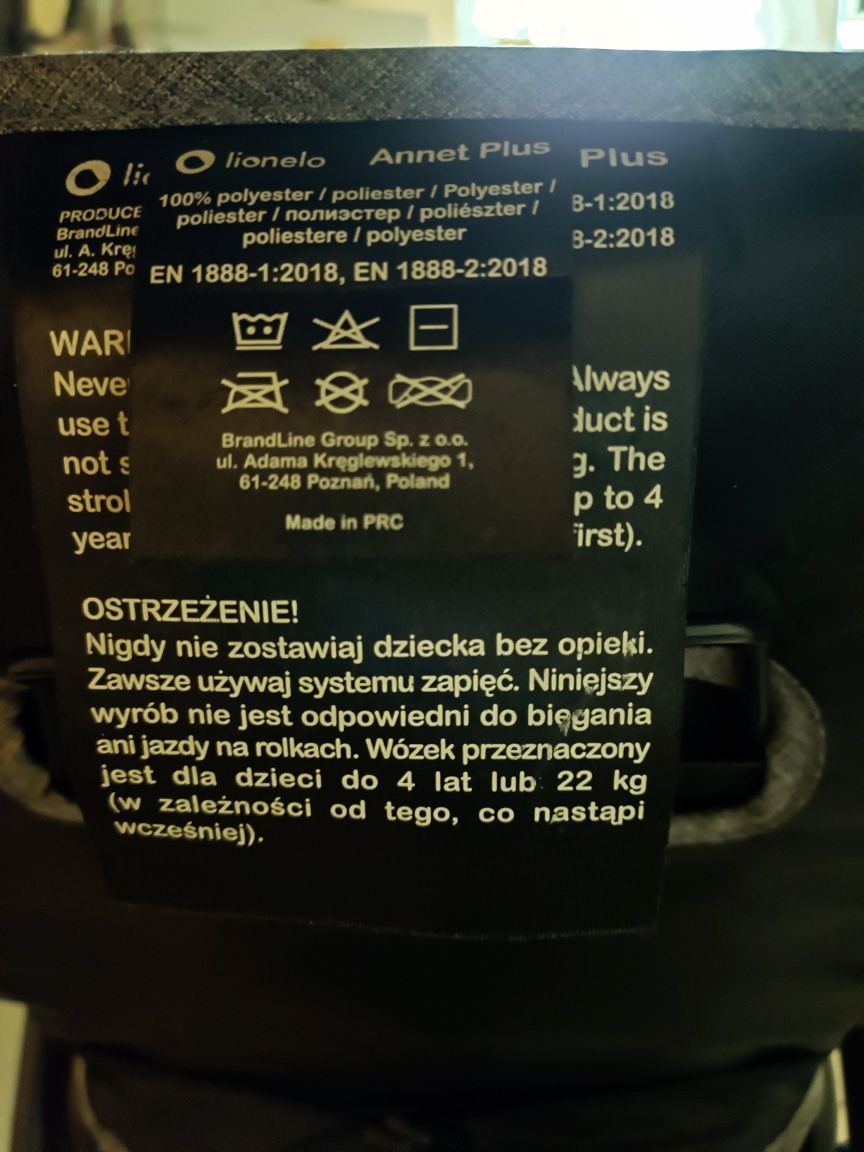 lionelo Annet Plus
100% polyester / poliester / Polyester /
poliester / полиэстер / poliészter /
poliestere / polyester
EN 1888-1:2018, EN 1888-2:2018
BrandLine Group Sp. z o.o.
ul. Adama Kręglewskiego 1,
61-248 Poznań, Poland
Made in PRC
Plus
8-1:2018
8-2:2018
PRODUCE
BrandLine
ul. A. Kręg
61-248 Po
WAR
Neve Always
use t duct is
not s g. The
strol p to 4
year first).
OSTRZEŻENIE!
Nigdy nie zostawiaj dziecka bez opieki.
Zawsze używaj systemu zapięć. Niniejszy
wyrób nie jest odpowiedni do biegania
ani jazdy na rolkach. Wózek przeznaczony
jest dla dzieci do 4 lat lub 22 kg
(w zależności od tego, co nastąpi
wcześniej).